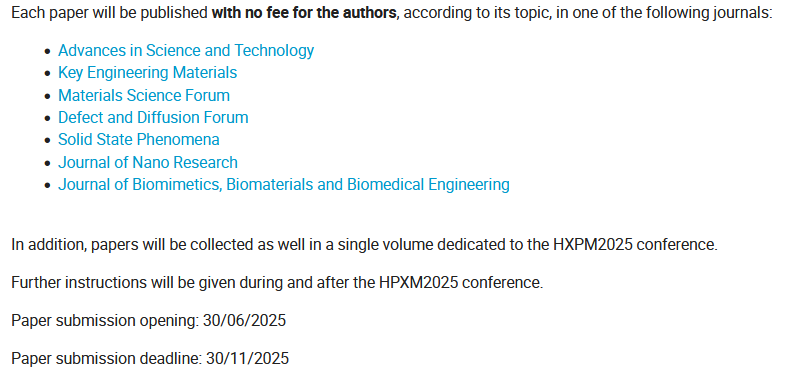 Each paper will be published with no fee for the authors, according to its topic, in one of the following journals:
• Advances in Science and Technology
• Key Engineering Materials
• Materials Science Forum
• Defect and Diffusion Forum
• Solid State Phenomena
• Journal of Nano Research
• Journal of Biomimetics, Biomaterials and Biomedical Engineering
In addition, papers will be collected as well in a single volume dedicated to the HXPM2025 conference.
Further instructions will be given during and after the HPXM2025 conference.
Paper submission opening: 30/06/2025
Paper submission deadline: 30/11/2025